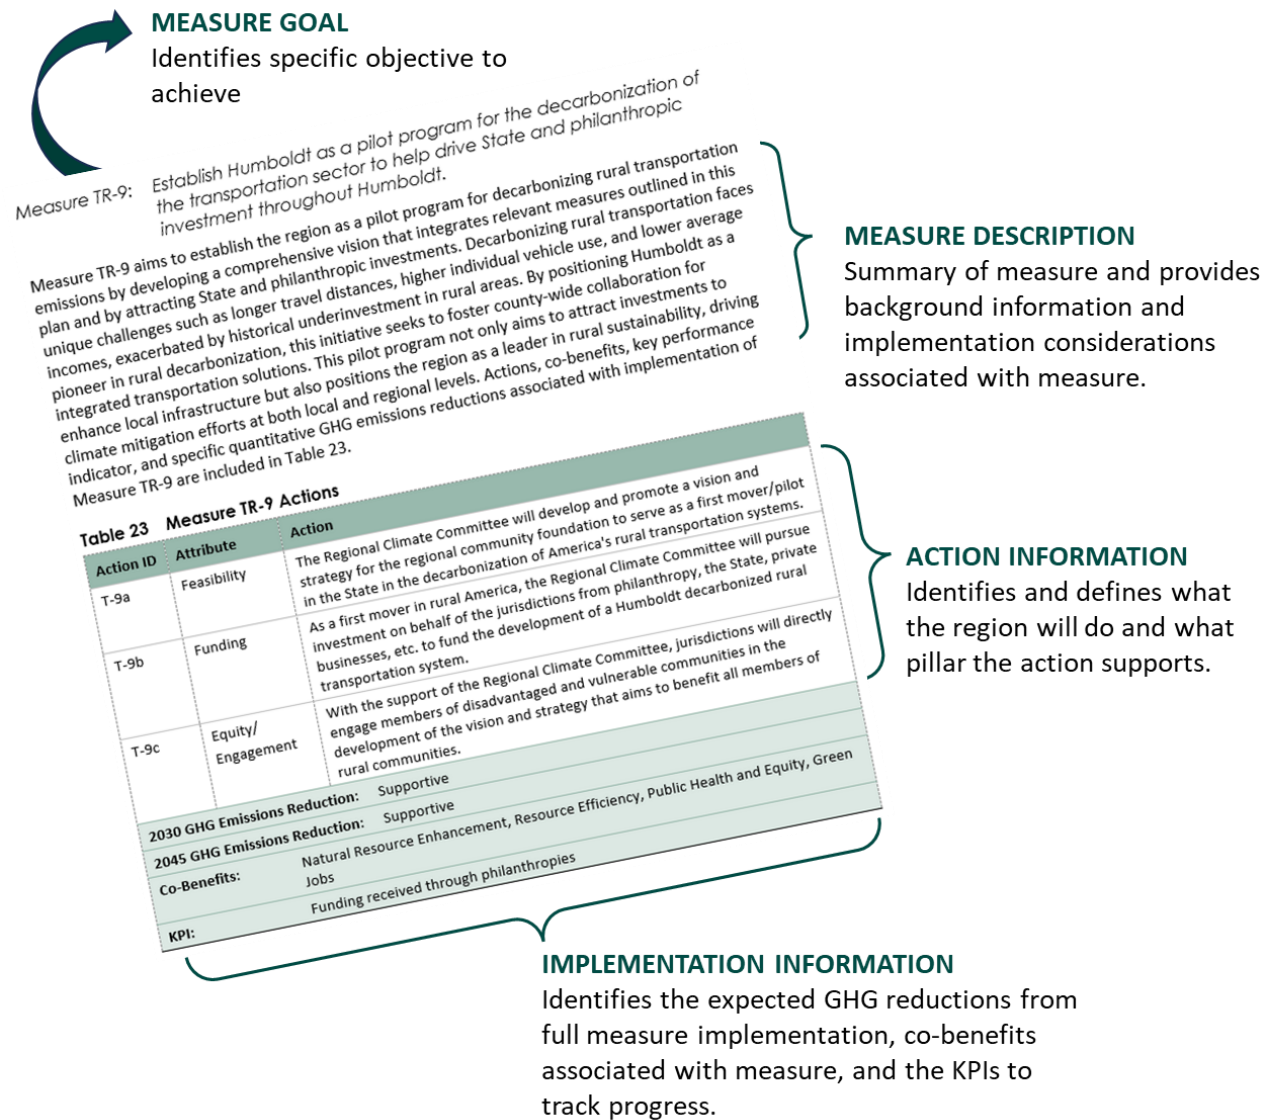 MEASURE GOAL
Identifies specific objective to
achieve
Measure TR-9: Establish Humboldt as a pilot program for the decarbonization of
the transportation sector to help drive State and philanthropic
investment throughout Humboldt.
Measure TR-9 aims to establish the region as a pilot program for decarbonizing rural transportation
emissions by developing a comprehensive vision that integrates relevant measures outlined in this
plan and by attracting State and philanthropic investments. Decarbonizing rural transportation faces
unique challenges such as longer travel distances, higher individual vehicle use, and lower average
incomes, exacerbated by historical underinvestment in rural areas. By positioning Humboldt as a
pioneer in rural decarbonization, this initiative seeks to foster county-wide collaboration for
integrated transportation solutions. This pilot program not only aims to attract investments to
enhance local infrastructure but also positions the region as a leader in rural sustainability, driving
climate mitigation efforts at both local and regional levels. Actions, co-benefits, key performance
indicator, and specific quantitative GHG emissions reductions associated with implementation of
Measure TR-9 are included in Table 23.
MEASURE DESCRIPTION
Summary of measure and provides
background information and
implementation considerations
associated with measure.
Table 23 Measure TR-9 Actions
Action ID Attribute Action
T-9a Feasibility The Regional Climate Committee will develop and promote a vision and
strategy for the regional community foundation to serve as a first mover/pilot
in the State in the decarbonization of America's rural transportation systems.
T-9b Funding As a first mover in rural America, the Regional Climate Committee will pursue
investment on behalf of the jurisdictions from philanthropy, the State, private
businesses, etc. to fund the development of a Humboldt decarbonized rural
transportation system.
T-9c Equity/
Engagement With the support of the Regional Climate Committee, jurisdictions will directly
engage members of disadvantaged and vulnerable communities in the
development of the vision and strategy that aims to benefit all members of
rural communities.
2030 GHG Emissions Reduction: Supportive
2045 GHG Emissions Reduction: Supportive
Co-Benefits: Natural Resource Enhancement, Resource Efficiency, Public Health and Equity, Green
Jobs
KPI: Funding received through philanthropies
ACTION INFORMATION
Identifies and defines what
the region will do and what
pillar the action supports.
IMPLEMENTATION INFORMATION
Identifies the expected GHG reductions from
full measure implementation, co-benefits
associated with measure, and the KPIs to
track progress.